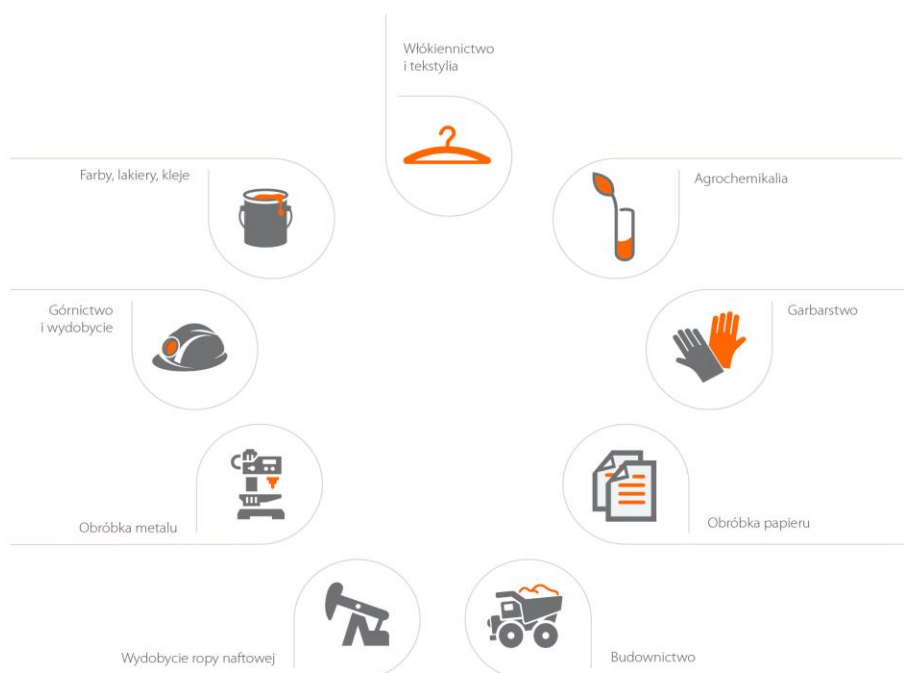 Włókiennictwo
i tekstylia
Farby, lakiery, kleje
Agrochemikalia
Górnictwo
i wydobycie
Garbarstwo
Obróbka metalu
Obróbka papieru
Wydobycie ropy naftowej
Budownictwo